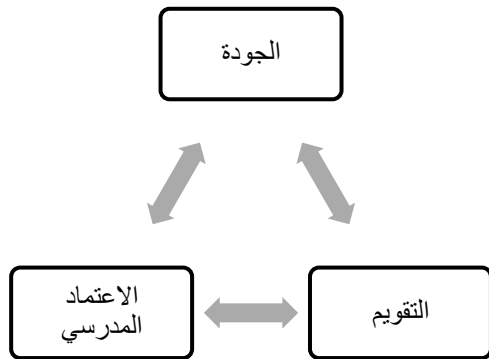 الجودة
الاعتماد
المدرسي
التقويم